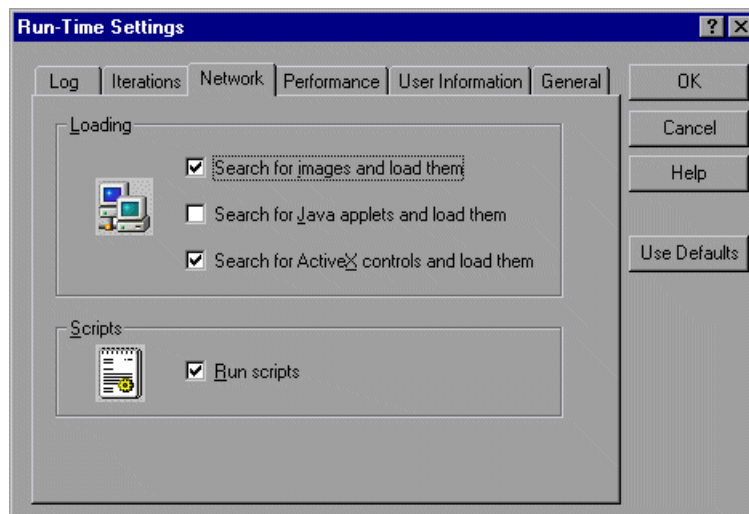 Run-Time Settings
Log Iterations Network Performance User Information General
Loading
Search for images and load them
Search for Java applets and load them
Search for ActiveX controls and load them
Scripts
Run scripts
OK
Cancel
Help
Use Defaults